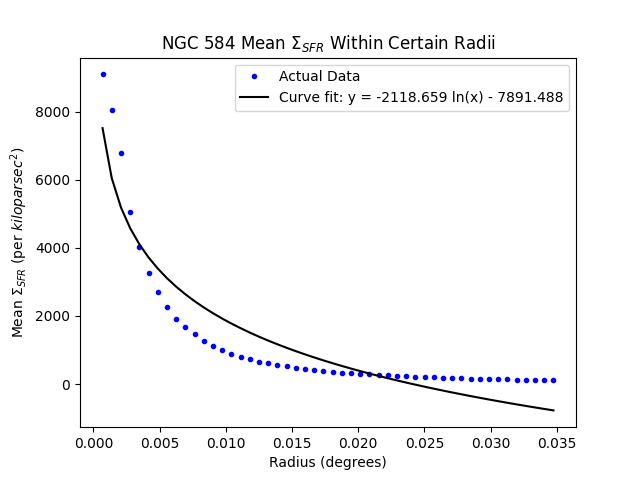 NGC 584 Mean Σ_SFR Within Certain Radii
Actual Data
Curve fit: y = -2118.659 ln(x) - 7891.488
Mean Σ_SFR (per kiloparsec²)
8000
6000
4000
2000
0
0.000 0.005 0.010 0.015 0.020 0.025 0.030 0.035
Radius (degrees)